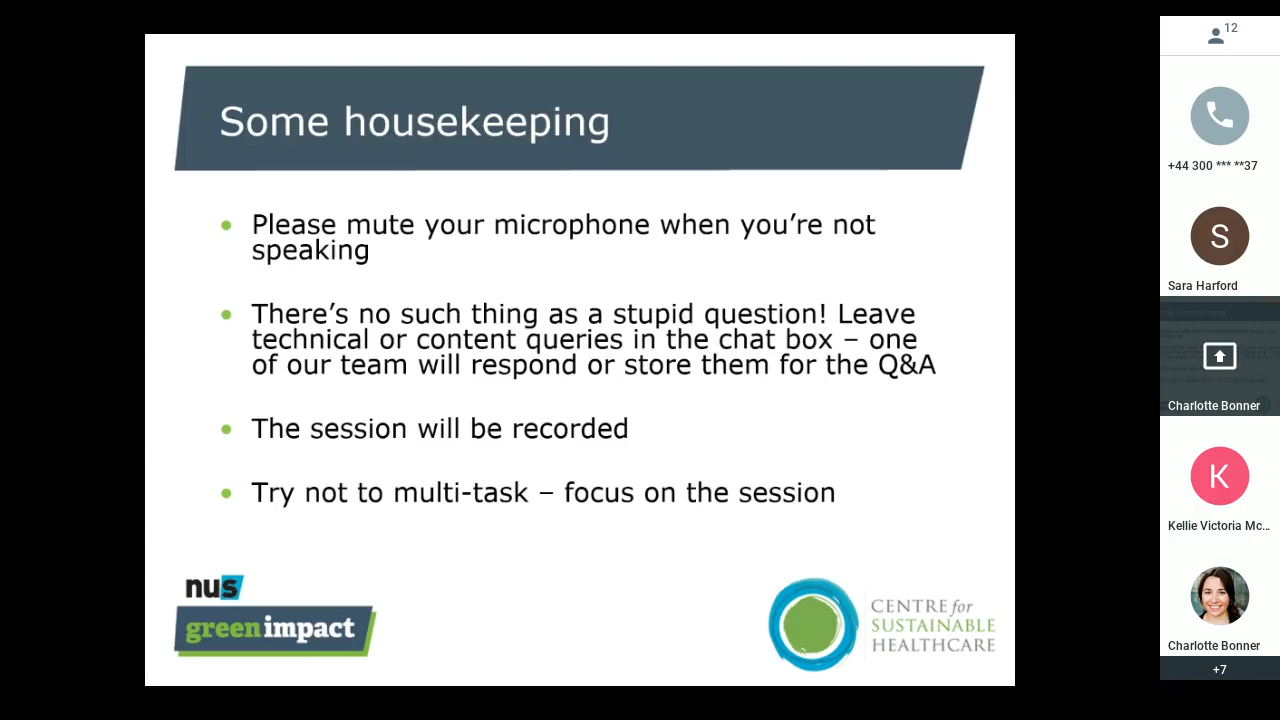 Some housekeeping
Please mute your microphone when you're not
speaking
There's no such thing as a stupid question! Leave
technical or content queries in the chat box – one
of our team will respond or store them for the Q&A
The session will be recorded
Try not to multi-task – focus on the session
nus
greenimpact
CENTRE for
SUSTAINABLE
HEALTHCARE
12
+44 300 *** **37
S
Sara Harford
Charlotte Bonner
K
Kellie Victoria Mc...
Charlotte Bonner
+7